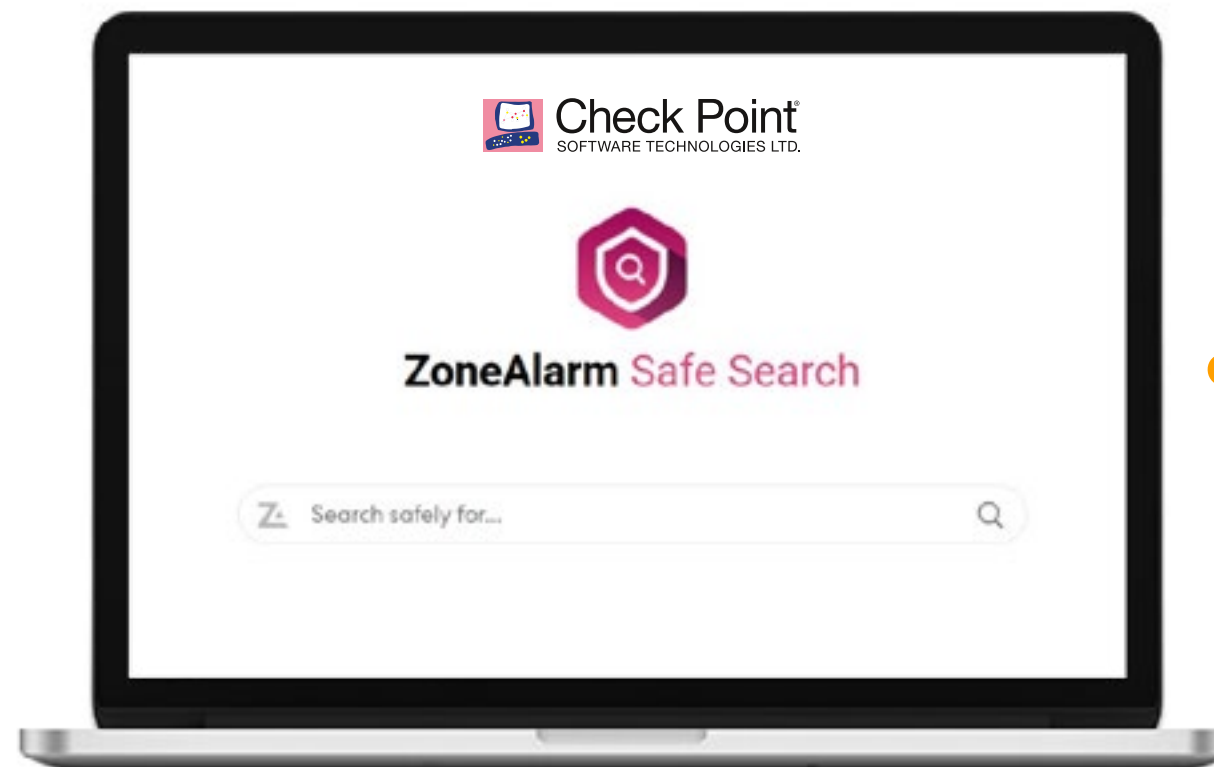 Check Point®
SOFTWARE TECHNOLOGIES LTD.
ZoneAlarm Safe Search
Z Search safely for...